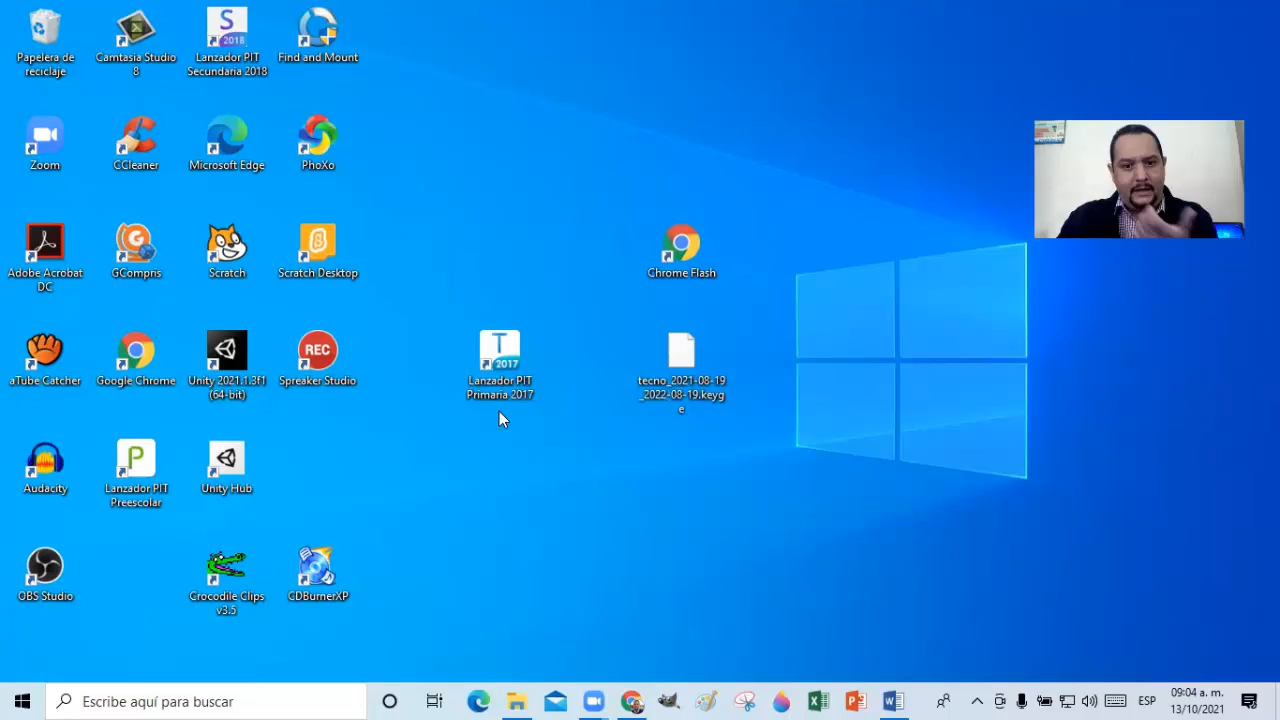 Papelera de
reciclaje
Camtasia Studio
8
S
2018
Lanzador PIT
Secundaria 2018
Find and Mount
Zoom
CCleaner
Microsoft Edge
PhoXo
Adobe Acrobat
DC
GCompris
Scratch
Scratch Desktop
Chrome Flash
aTube Catcher
Google Chrome
Unity 2021.1.3f1
(64-bit)
REC
Spreaker Studio
T
2017
Lanzador PIT
Primaria 2017
tecno_2021-08-19
_2022-08-19.keyg
e
Audacity
P
Lanzador PIT
Preescolar
Unity Hub
OBS Studio
Crocodile Clips
v3.5
CDBurnerXP
Escribe aquí para buscar
ESP
09:04 a. m.
13/10/2021